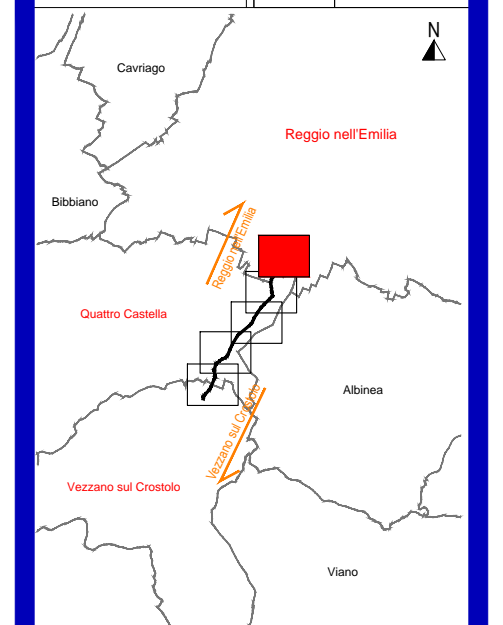 N
Cavriago
Reggio nell'Emilia
Bibbiano
Reggio nell'Emilia
Quattro Castella
Albinea
Vezzano sul Crostolo
Vezzano sul Crostolo
Viano